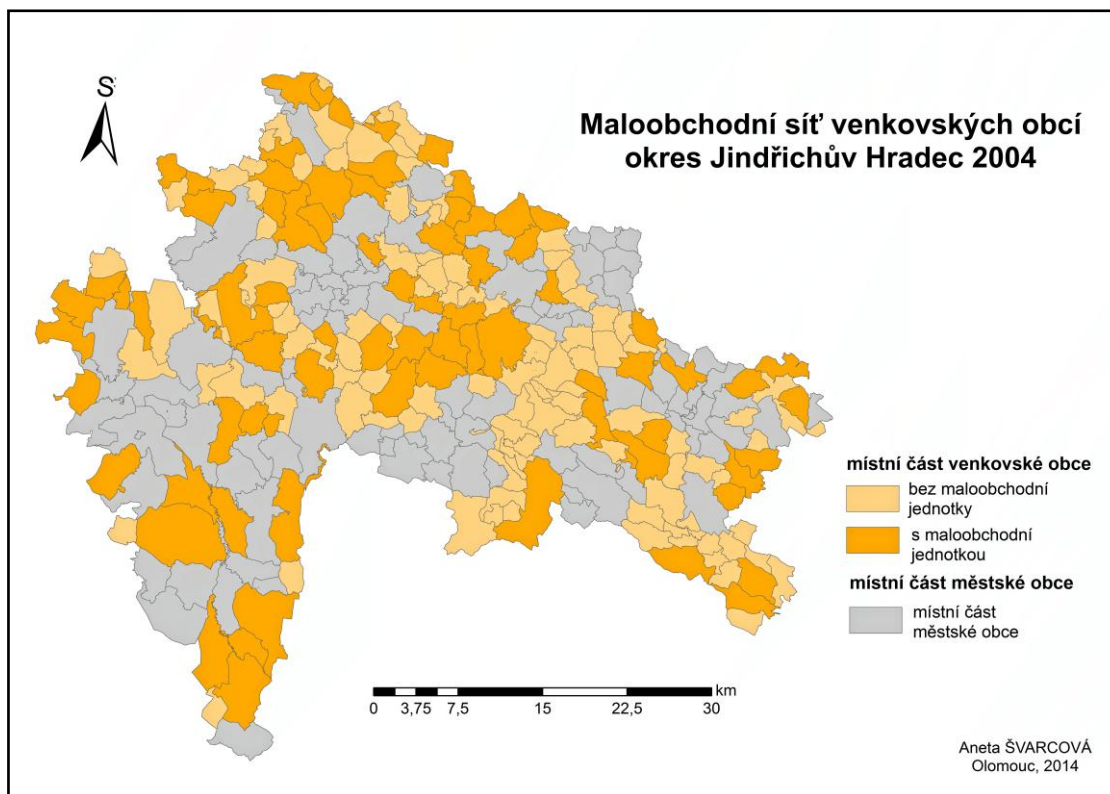 S
Maloobchodní síť venkovských obcí
okres Jindřichův Hradec 2004
místní část venkovské obce
bez maloobchodní
jednotky
s maloobchodní
jednotkou
místní část městské obce
místní část
městské obce
km
0 3,75 7,5 15 22,5 30
Aneta ŠVARCOVÁ
Olomouc, 2014